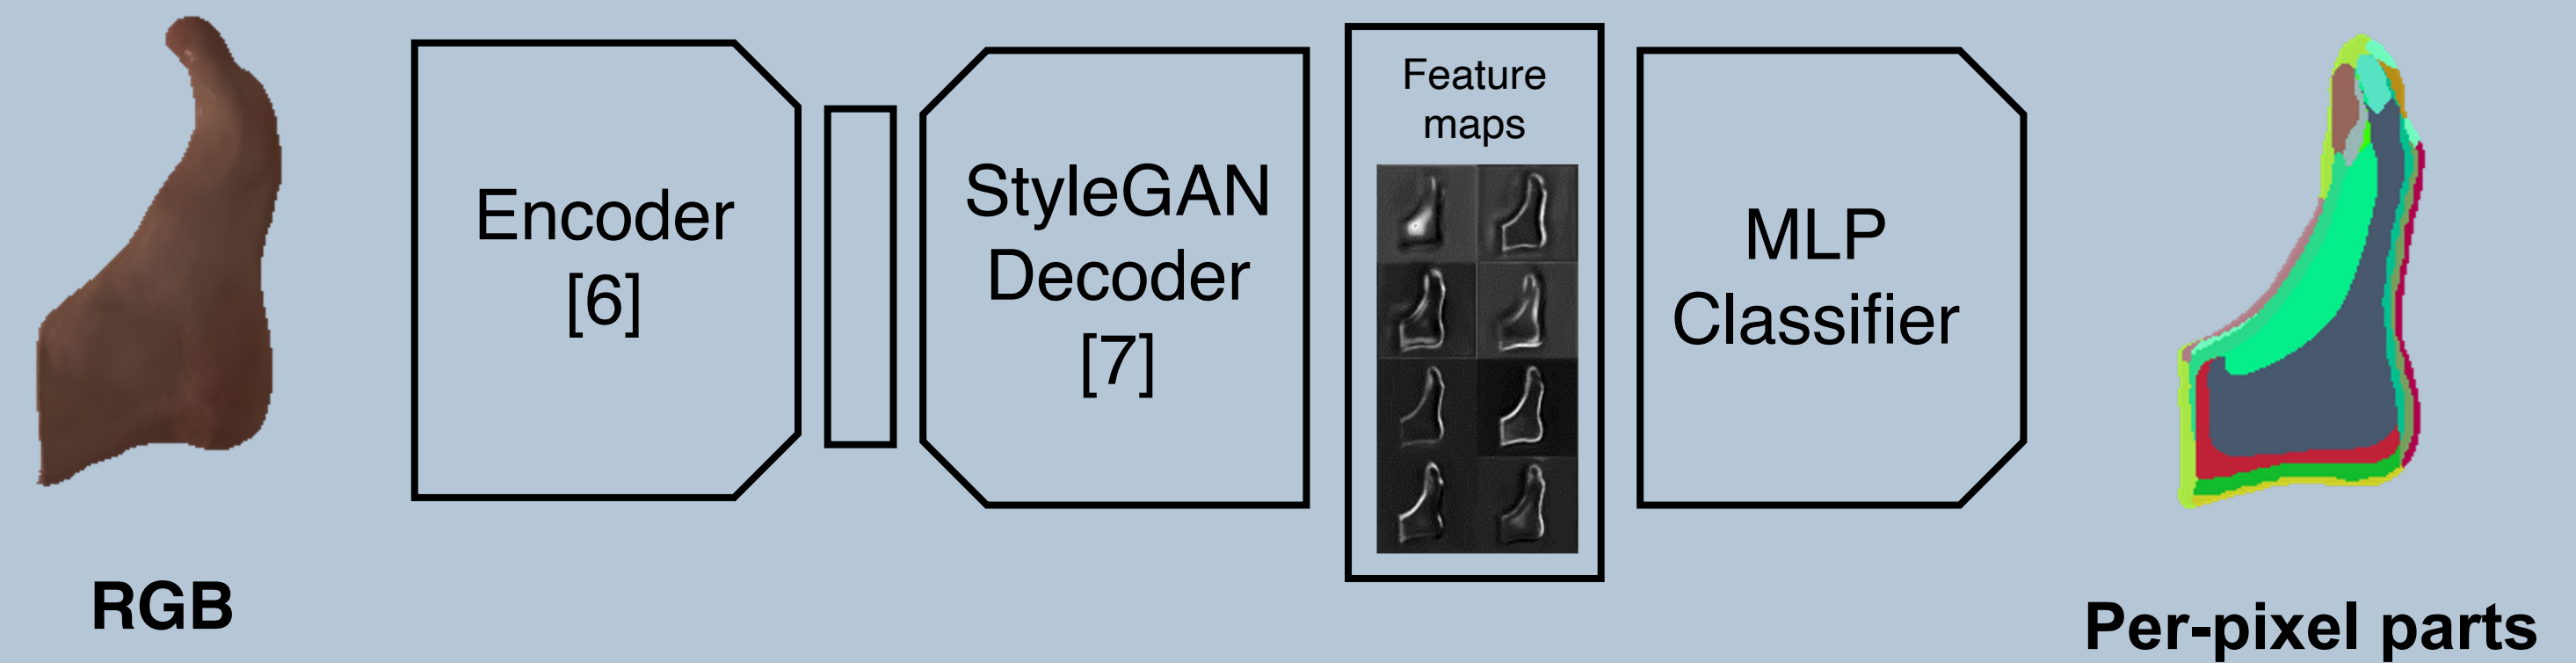 RGB
Encoder
[6]
StyleGAN
Decoder
[7]
Feature
maps
MLP
Classifier
Per-pixel parts